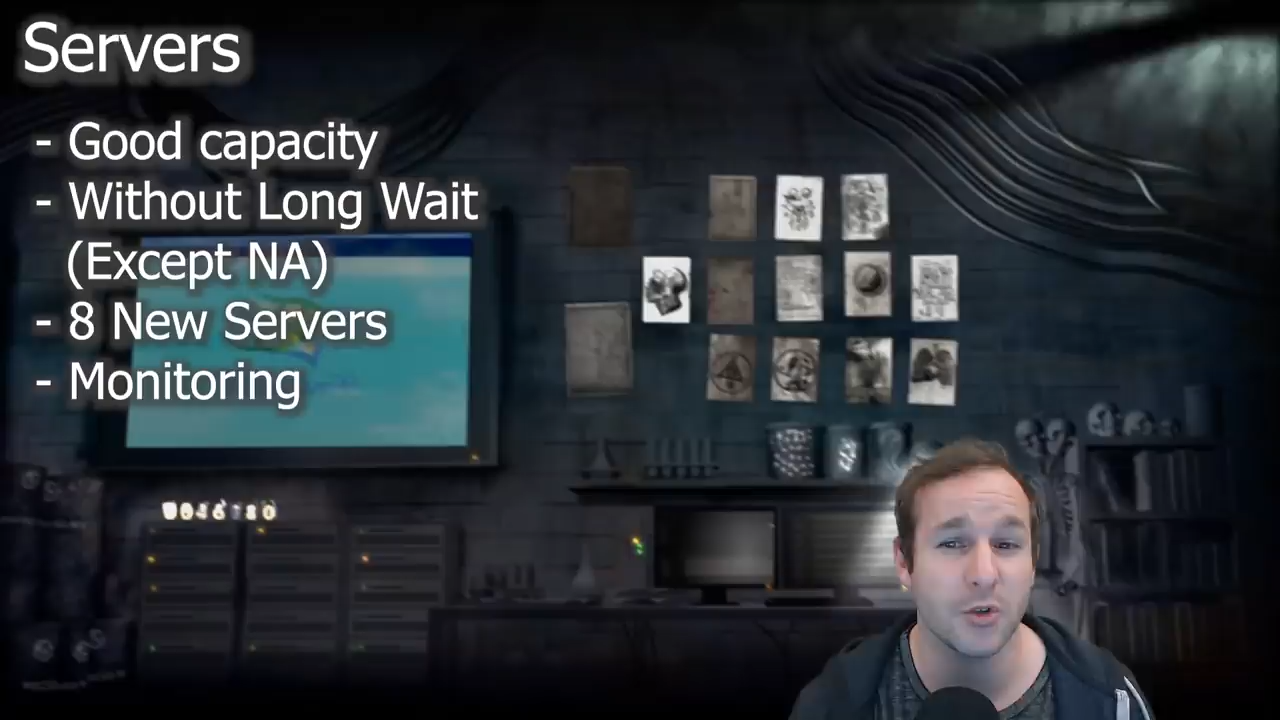 Servers
- Good capacity
- Without Long Wait
(Except NA)
- 8 New Servers
- Monitoring